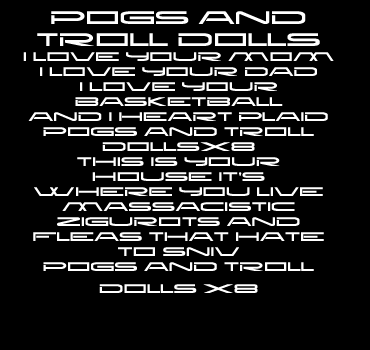 POGS AND
TROLL DOLLS
I LOVE YOUR MOM
I LOVE YOUR DAD
I LOVE YOUR
BASKETBALL
AND I HEART PLAID
POGS AND TROLL
DOLLSX8
THIS IS YOUR
HOUSE IT'S
WHERE YOU LIVE
MASSACISTIC
ZIGUROTS AND
FLEAS THAT HATE
TO SNIV
POGS AND TROLL
DOLLS X8